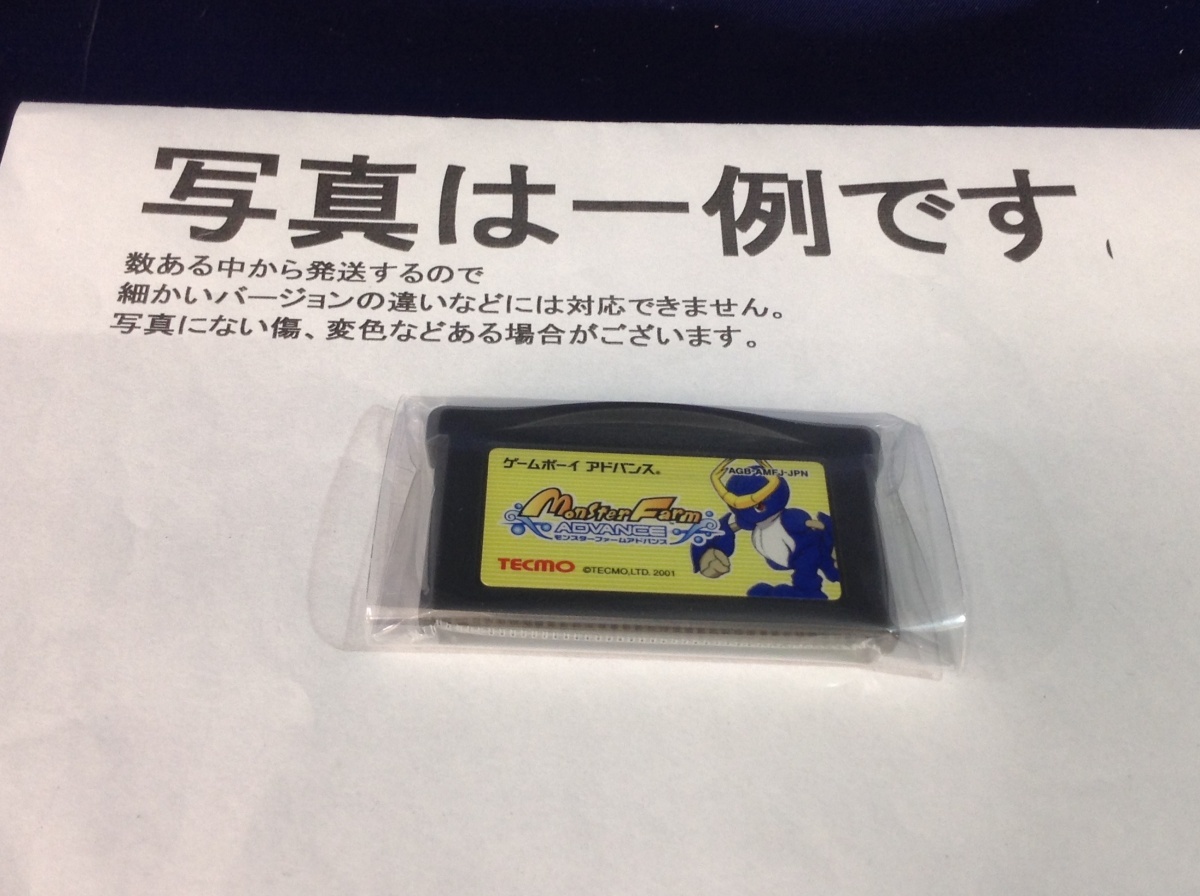 写真は一例です
数ある中から発送するので
細かいバージョンの違いなどには対応できません。
写真にない傷、変色などある場合がございます。
ゲームボーイ アドバンス®
AGB-AMFJ-JPN
Monster Farm
ADVANCE
モンスターファームアドバンス
TECMO ©TECMO,LTD. 2001